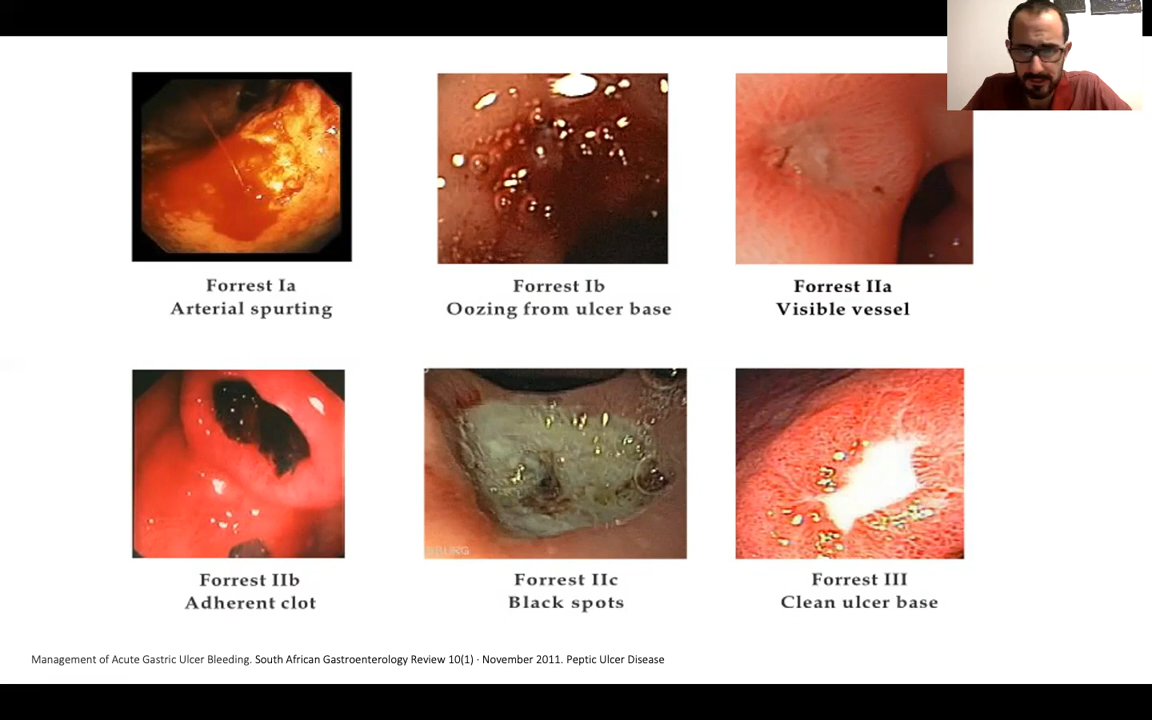 Forrest Ia
Arterial spurting
Forrest Ib
Oozing from ulcer base
Forrest IIa
Visible vessel
Forrest IIb
Adherent clot
BURG
Forrest IIc
Black spots
Forrest III
Clean ulcer base
Management of Acute Gastric Ulcer Bleeding. South African Gastroenterology Review 10(1) · November 2011. Peptic Ulcer Disease